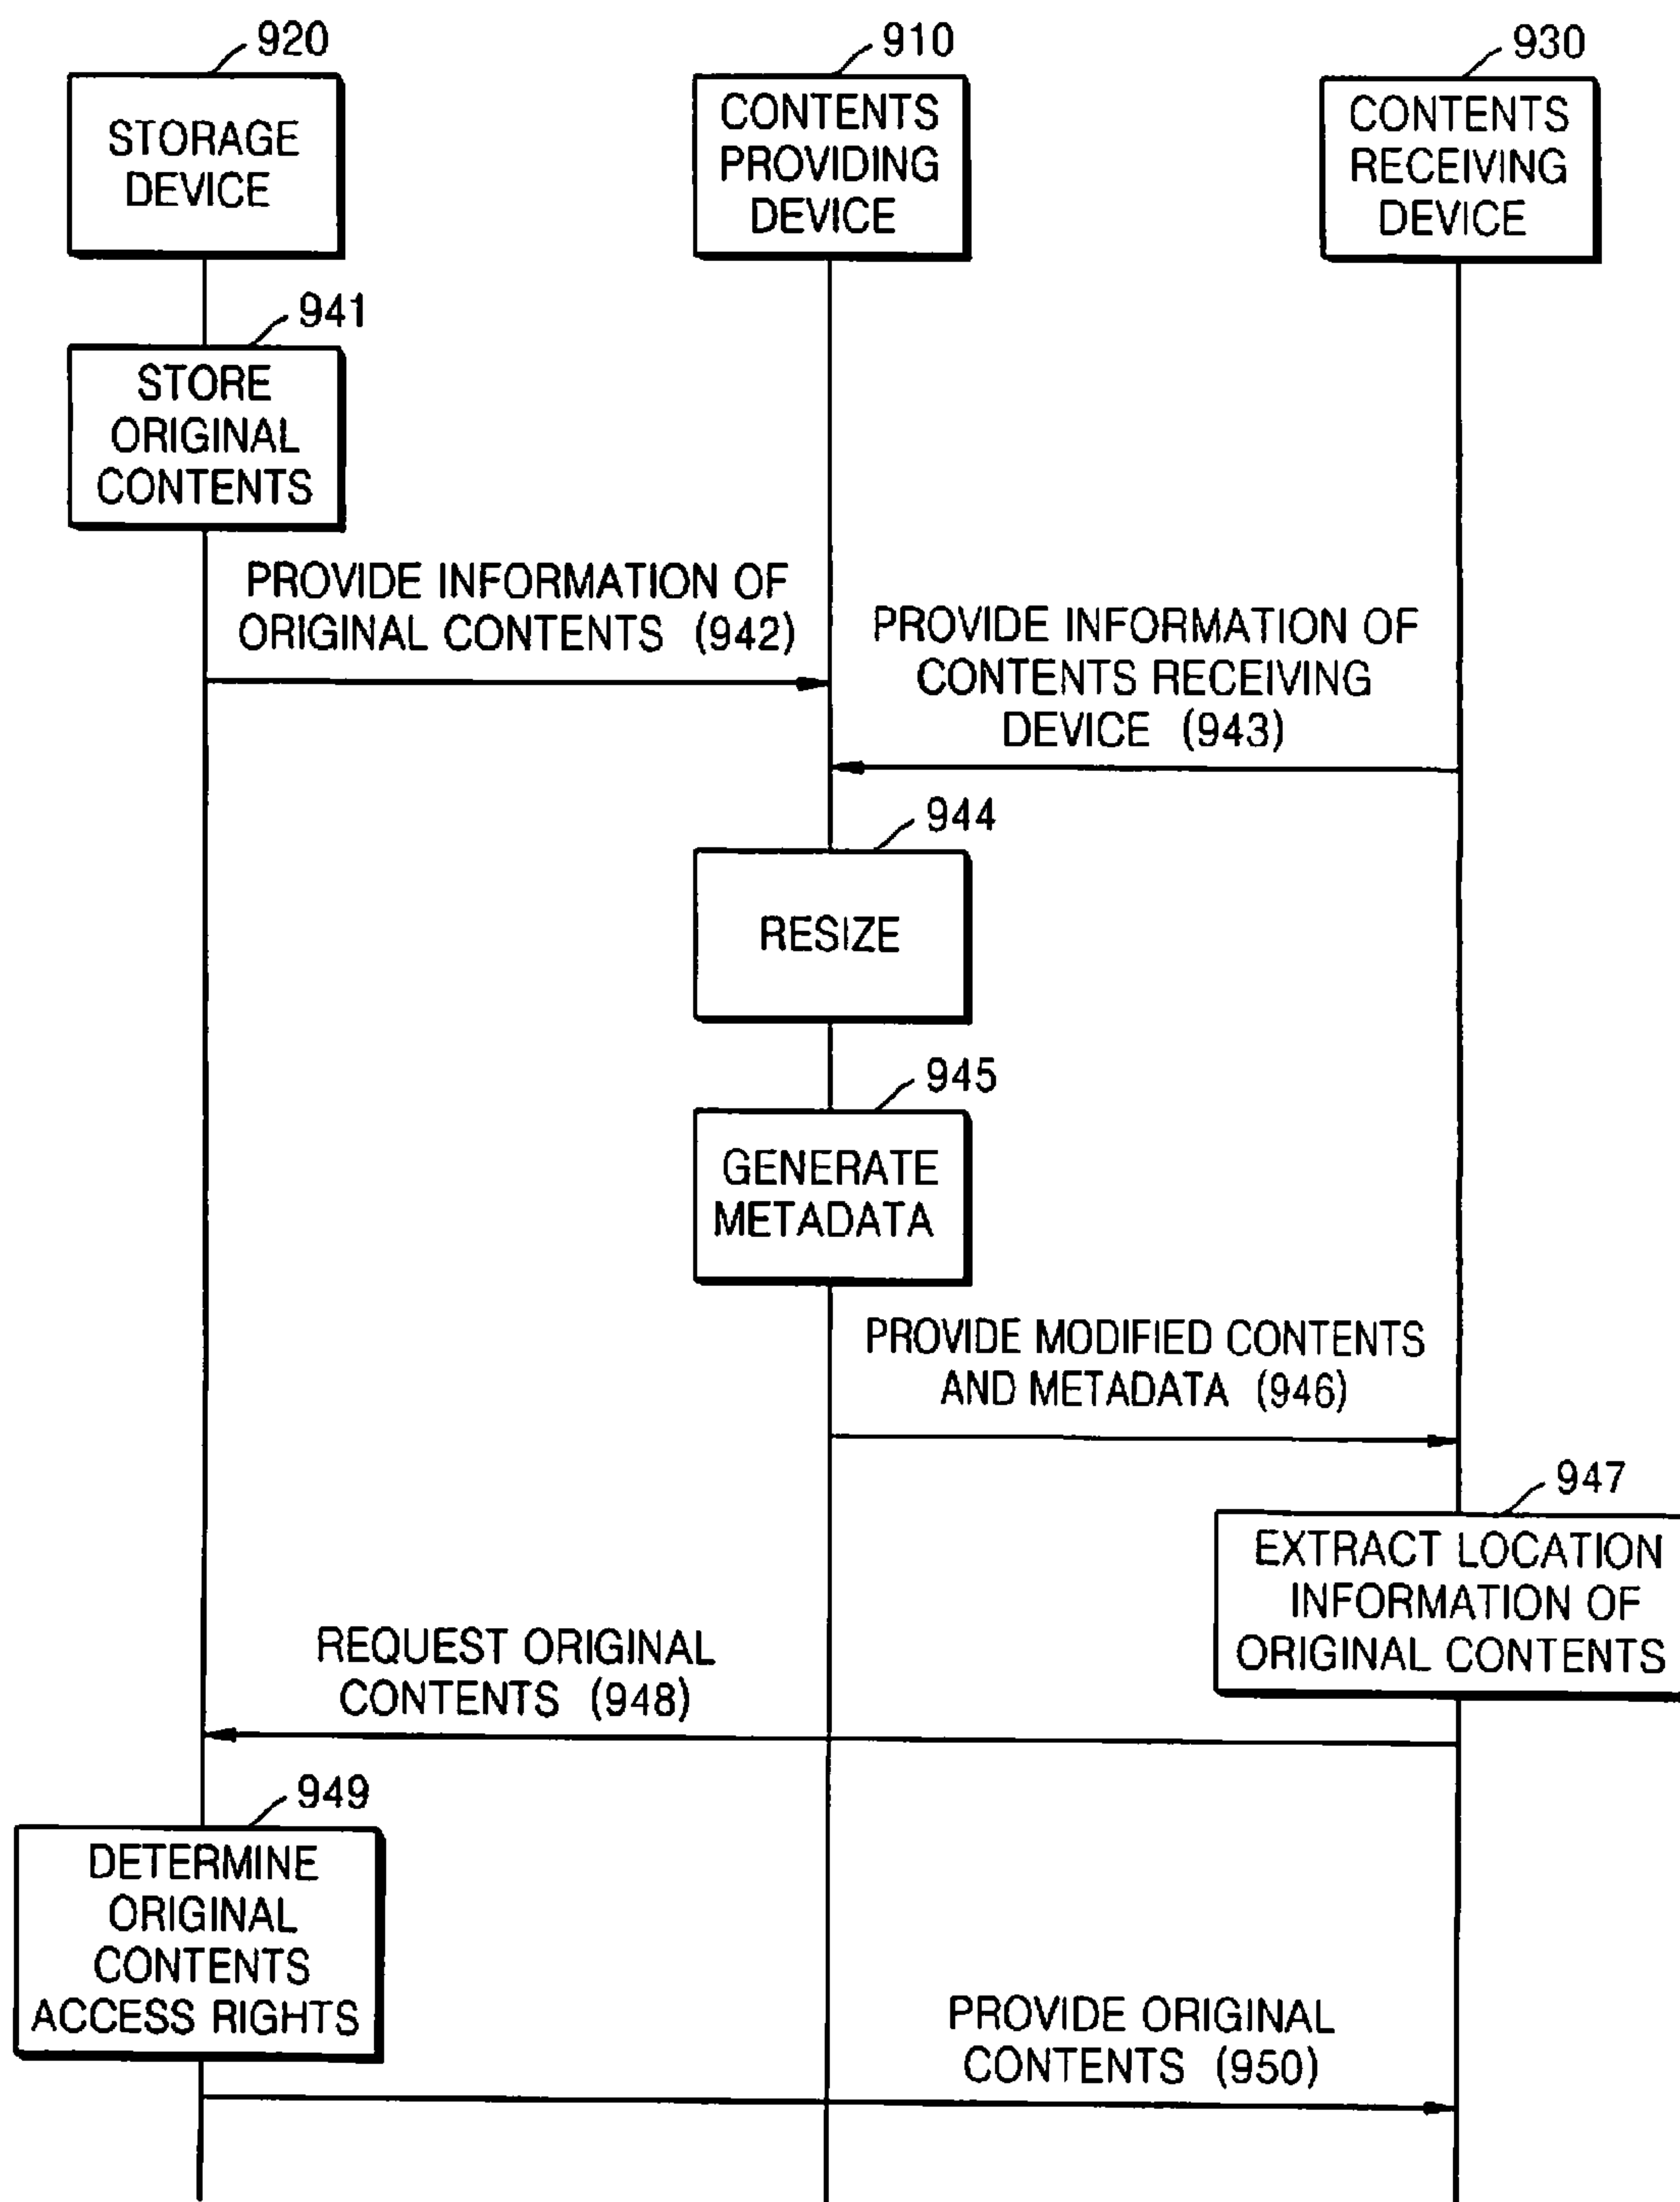 920
910
930
STORAGE
DEVICE
CONTENTS
PROVIDING
DEVICE
CONTENTS
RECEIVING
DEVICE
941
STORE
ORIGINAL
CONTENTS
PROVIDE INFORMATION OF
ORIGINAL CONTENTS (942)
PROVIDE INFORMATION OF
CONTENTS RECEIVING
DEVICE (943)
944
RESIZE
945
GENERATE
METADATA
PROVIDE MODIFIED CONTENTS
AND METADATA (946)
947
EXTRACT LOCATION
INFORMATION OF
ORIGINAL CONTENTS
REQUEST ORIGINAL
CONTENTS (948)
949
DETERMINE
ORIGINAL
CONTENTS
ACCESS RIGHTS
PROVIDE ORIGINAL
CONTENTS (950)